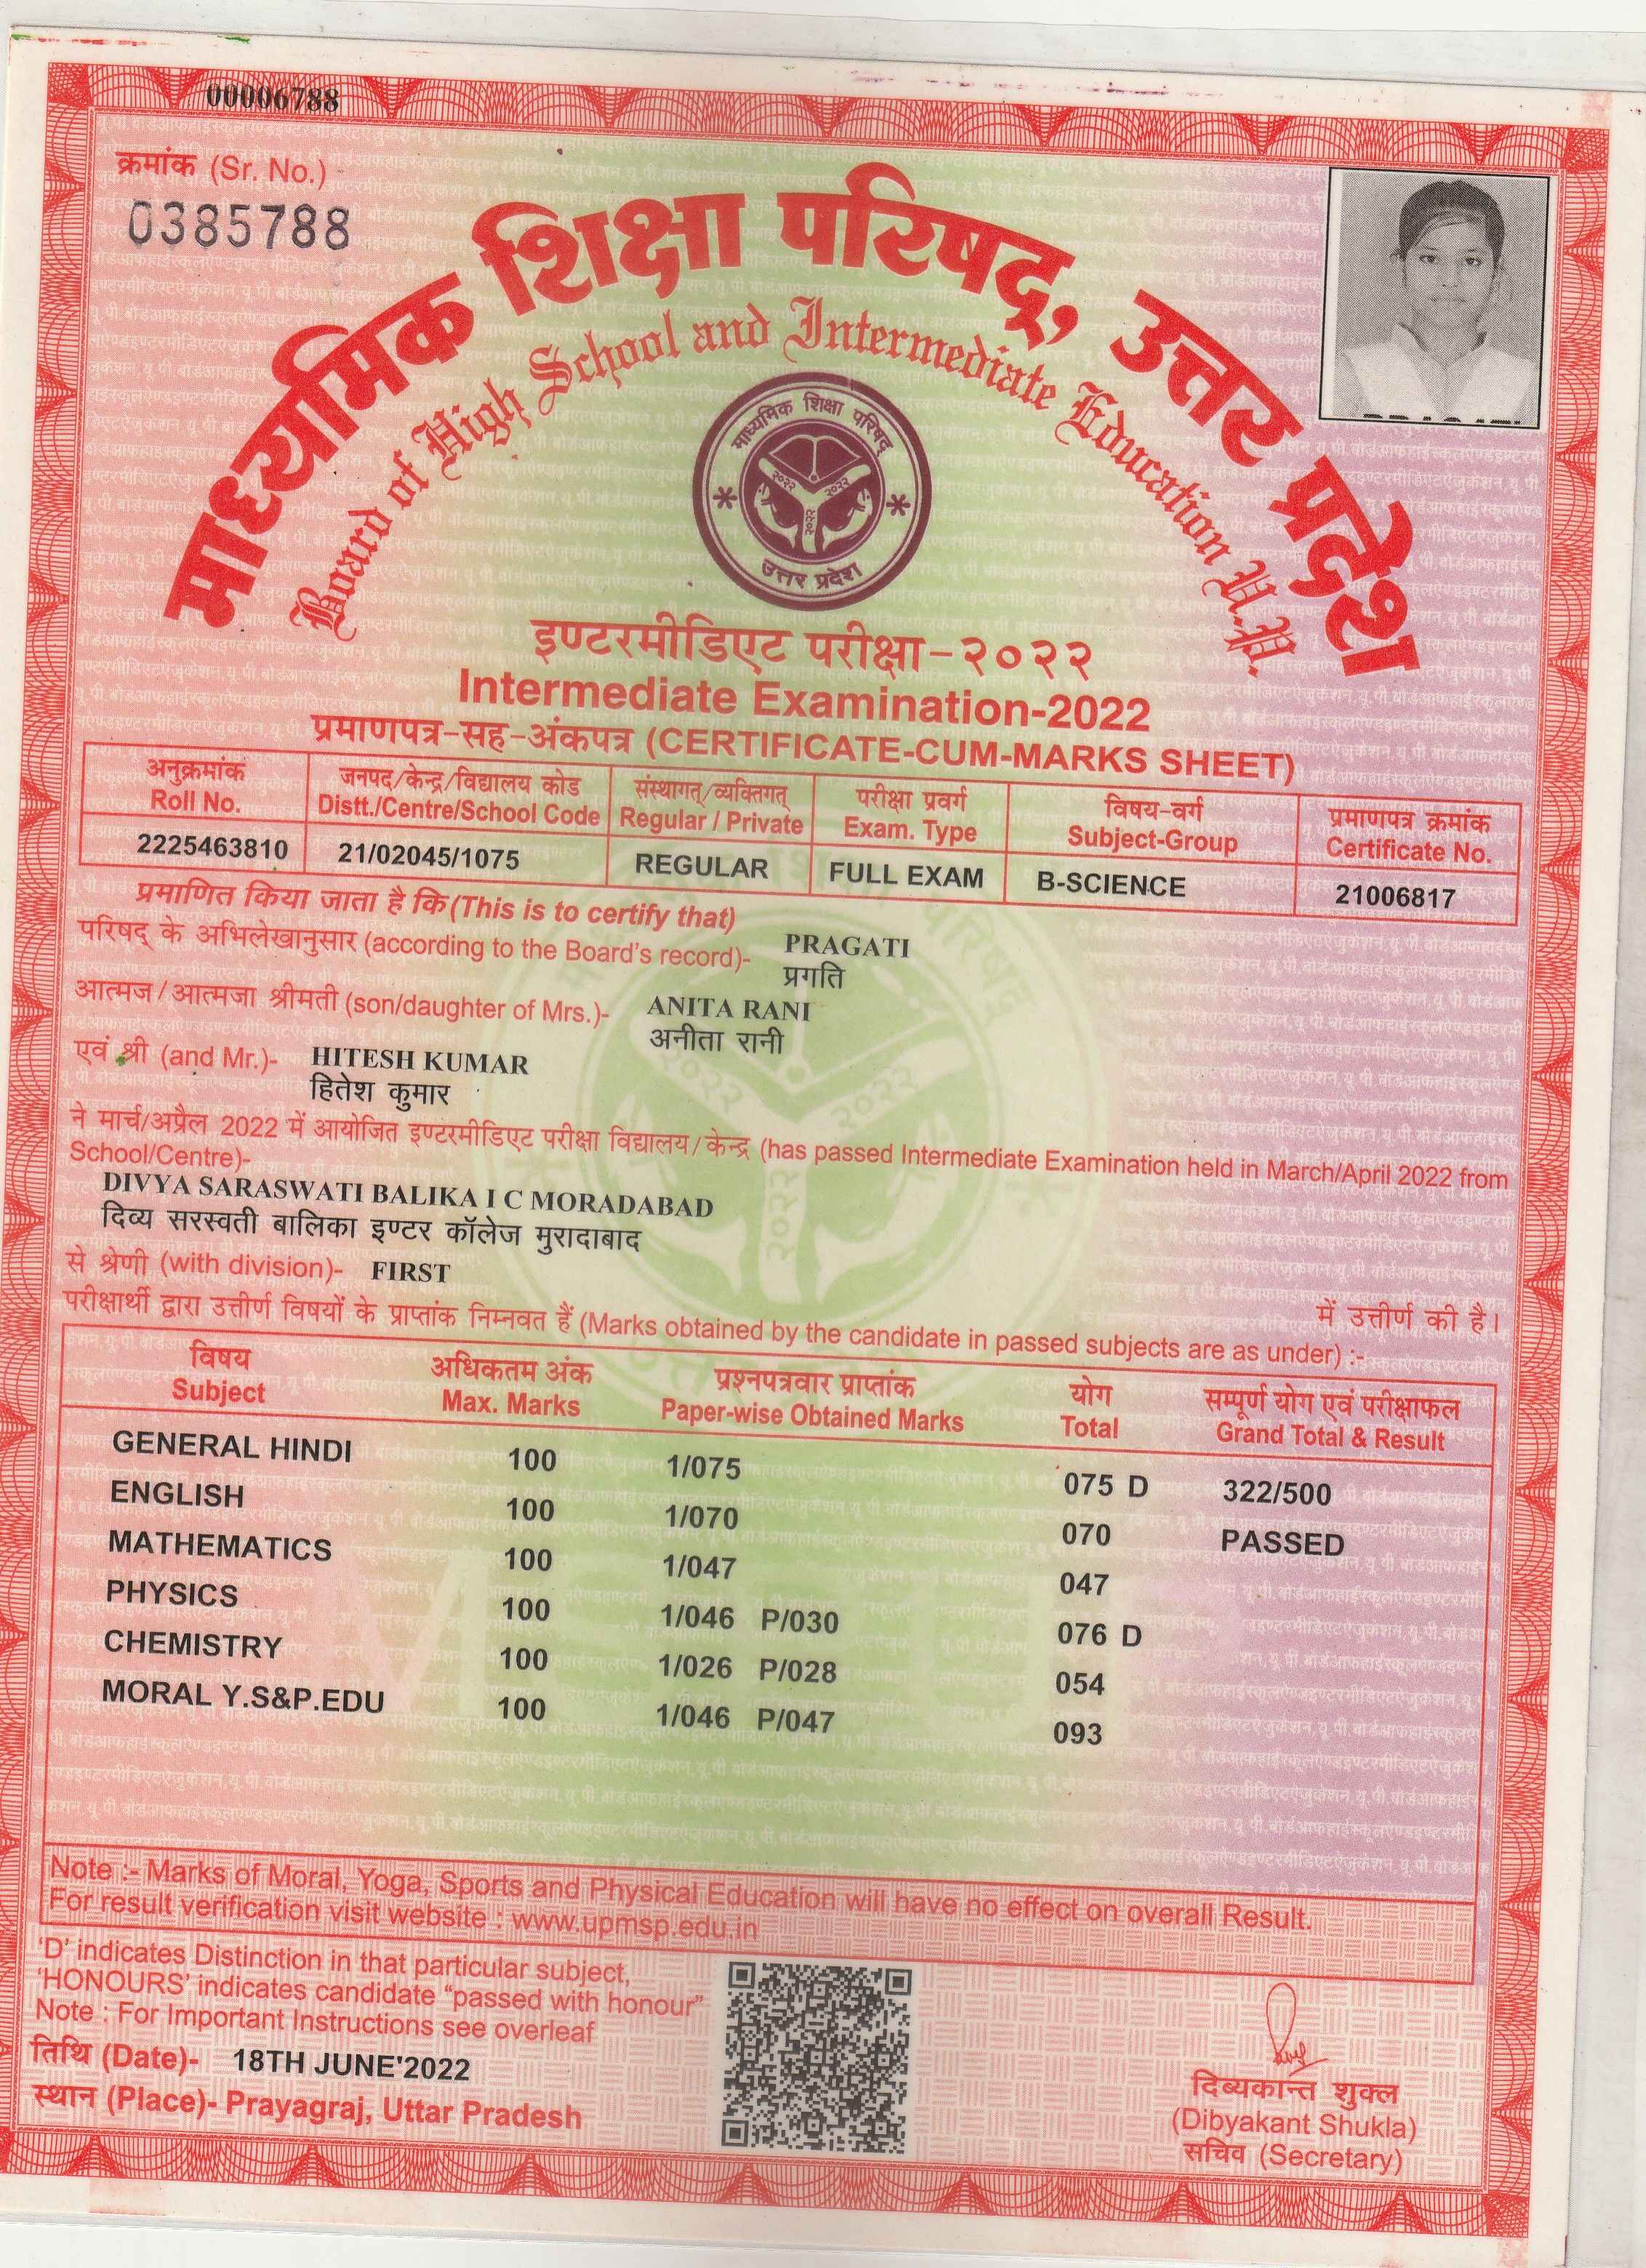 00006788
क्रमांक (Sr. No.)
0385788
माध्यमिक शिक्षा परिषद्, उत्तर प्रदेश
Board of High School and Intermediate Education U.P.
माध्यमिक शिक्षा परिषद्
२०२२ २०२२
२०२२
उत्तर प्रदेश
इण्टरमीडिएट परीक्षा-२०२२
Intermediate Examination-2022
प्रमाणपत्र-सह-अंकपत्र (CERTIFICATE-CUM-MARKS SHEET)
अनुक्रमांक जनपद/केन्द्र/विद्यालय कोड संस्थागत्/व्यक्तिगत् परीक्षा प्रवर्ग विषय-वर्ग प्रमाणपत्र क्रमांक
Roll No. Distt./Centre/School Code Regular / Private Exam. Type Subject-Group Certificate No.
2225463810 21/02045/1075 REGULAR FULL EXAM B-SCIENCE 21006817
प्रमाणित किया जाता है कि (This is to certify that)
परिषद् के अभिलेखानुसार (according to the Board's record)- PRAGATI
प्रगति
आत्मज/आत्मजा श्रीमती (son/daughter of Mrs.)- ANITA RANI
अनीता रानी
एवं श्री (and Mr.)- HITESH KUMAR
हितेश कुमार
ने मार्च/अप्रैल 2022 में आयोजित इण्टरमीडिएट परीक्षा विद्यालय/केन्द्र (has passed Intermediate Examination held in March/April 2022 from
School/Centre)-
DIVYA SARASWATI BALIKA I C MORADABAD
दिव्य सरस्वती बालिका इण्टर कॉलेज मुरादाबाद
से श्रेणी (with division)- FIRST
में उत्तीर्ण की है।
परीक्षार्थी द्वारा उत्तीर्ण विषयों के प्राप्तांक निम्नवत हैं (Marks obtained by the candidate in passed subjects are as under) :-
विषय अधिकतम अंक प्रश्नपत्रवार प्राप्तांक योग सम्पूर्ण योग एवं परीक्षाफल
Subject Max. Marks Paper-wise Obtained Marks Total Grand Total & Result
GENERAL HINDI 100 1/075 075 D 322/500
ENGLISH 100 1/070 070 PASSED
MATHEMATICS 100 1/047 047
PHYSICS 100 1/046 P/030 076 D
CHEMISTRY 100 1/026 P/028 054
MORAL Y.S&P.EDU 100 1/046 P/047 093
Note :- Marks of Moral, Yoga, Sports and Physical Education will have no effect on overall Result.
For result verification visit website : www.upmsp.edu.in
'D' indicates Distinction in that particular subject,
'HONOURS' indicates candidate "passed with honour"
Note : For Important Instructions see overleaf
तिथि (Date)- 18TH JUNE'2022
स्थान (Place)- Prayagraj, Uttar Pradesh
दिब्यकान्त शुक्ल
(Dibyakant Shukla)
सचिव (Secretary)